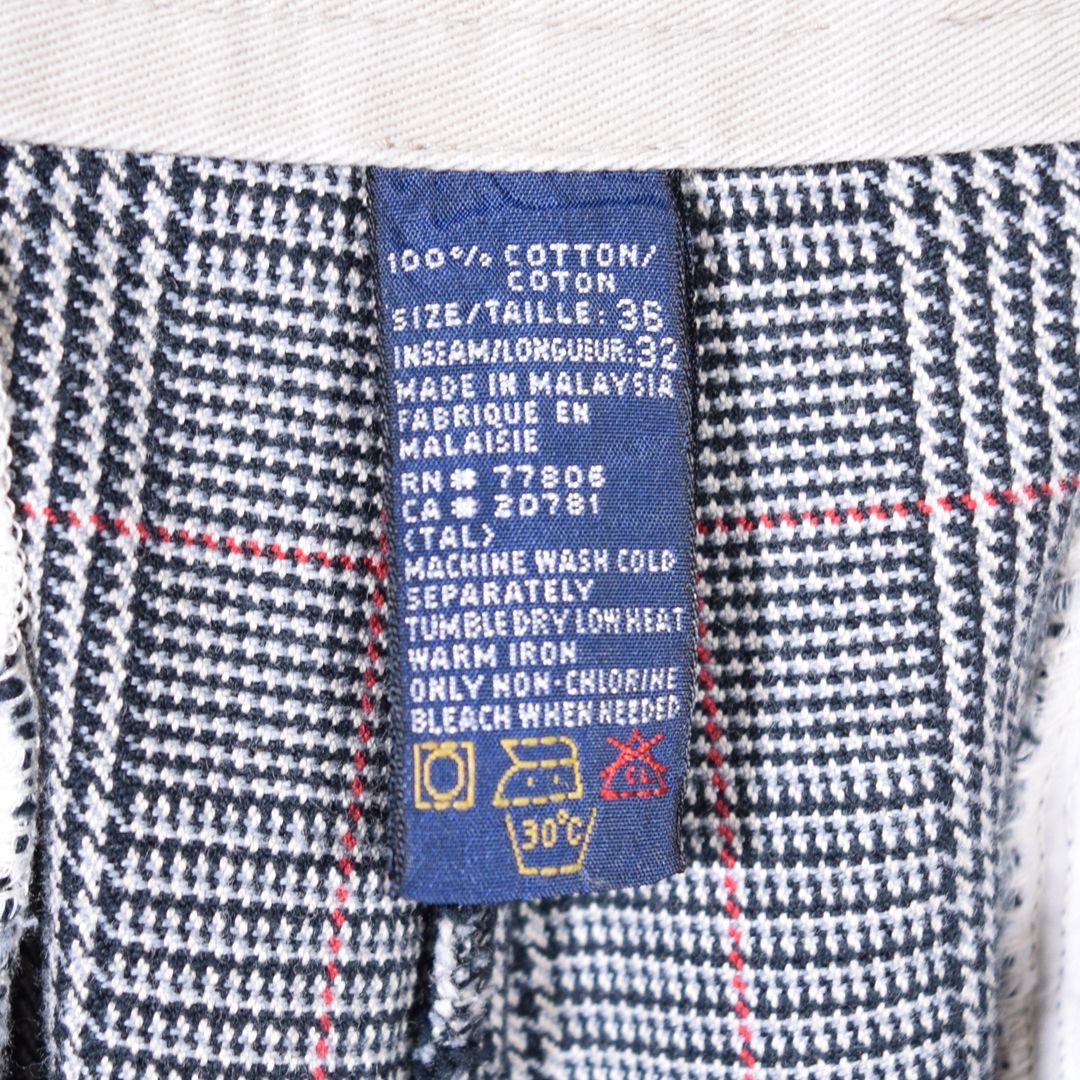 100% COTTON/
COTON
SIZE/TAILLE: 36
INSEAM/LONGUEUR: 32
MADE IN MALAYSIA
FABRIQUE EN
MALAISIE
RN # 77806
CA # 20781
(TAL)
MACHINE WASH COLD
SEPARATELY
TUMBLE DRY LOW HEAT
WARM IRON
ONLY NON-CHLORINE
BLEACH WHEN NEEDED
CL
30°C